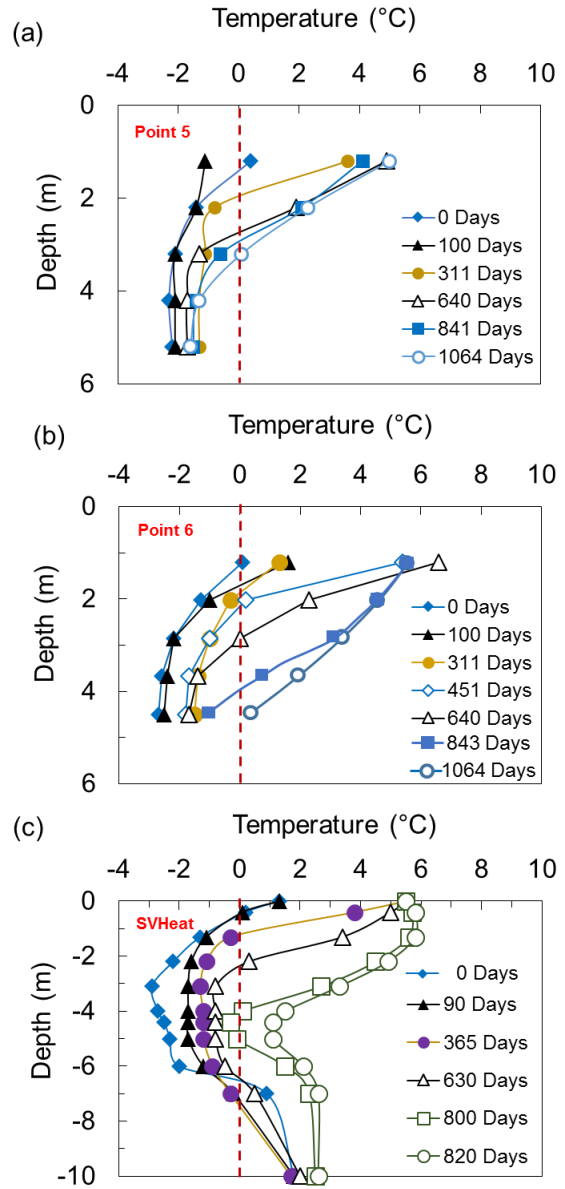 (a)
Temperature (°C)
-4 -2 0 2 4 6 8 10
0
2
4
6
Depth (m)
Point 5
0 Days
100 Days
311 Days
640 Days
841 Days
1064 Days
(b)
Temperature (°C)
-4 -2 0 2 4 6 8 10
0
2
4
6
Depth (m)
Point 6
0 Days
100 Days
311 Days
451 Days
640 Days
843 Days
1064 Days
(c)
Temperature (°C)
-4 -2 0 2 4 6 8 10
0
-2
-4
-6
-8
-10
Depth (m)
SVHeat
0 Days
90 Days
365 Days
630 Days
800 Days
820 Days